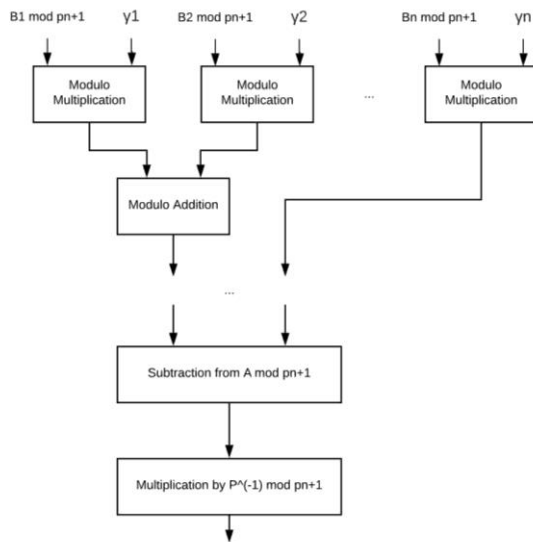 B1 mod pn+1 y1 B2 mod pn+1 y2 Bn mod pn+1 yn
Modulo
Multiplication
Modulo
Multiplication
...
Modulo
Multiplication
Modulo Addition
...
Subtraction from A mod pn+1
Multiplication by P^(-1) mod pn+1